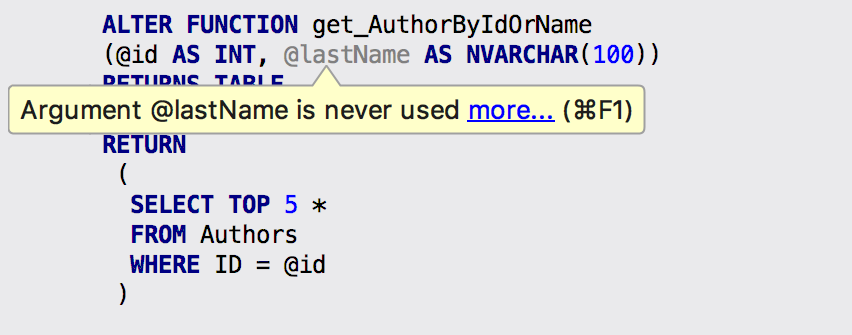 ALTER FUNCTION get_AuthorByIdOrName
(@id AS INT, @lastName AS NVARCHAR(100))
RETURNS TABLE
Argument @lastName is never used more... (⌘F1)
RETURN
(
SELECT TOP 5 *
FROM Authors
WHERE ID = @id
)